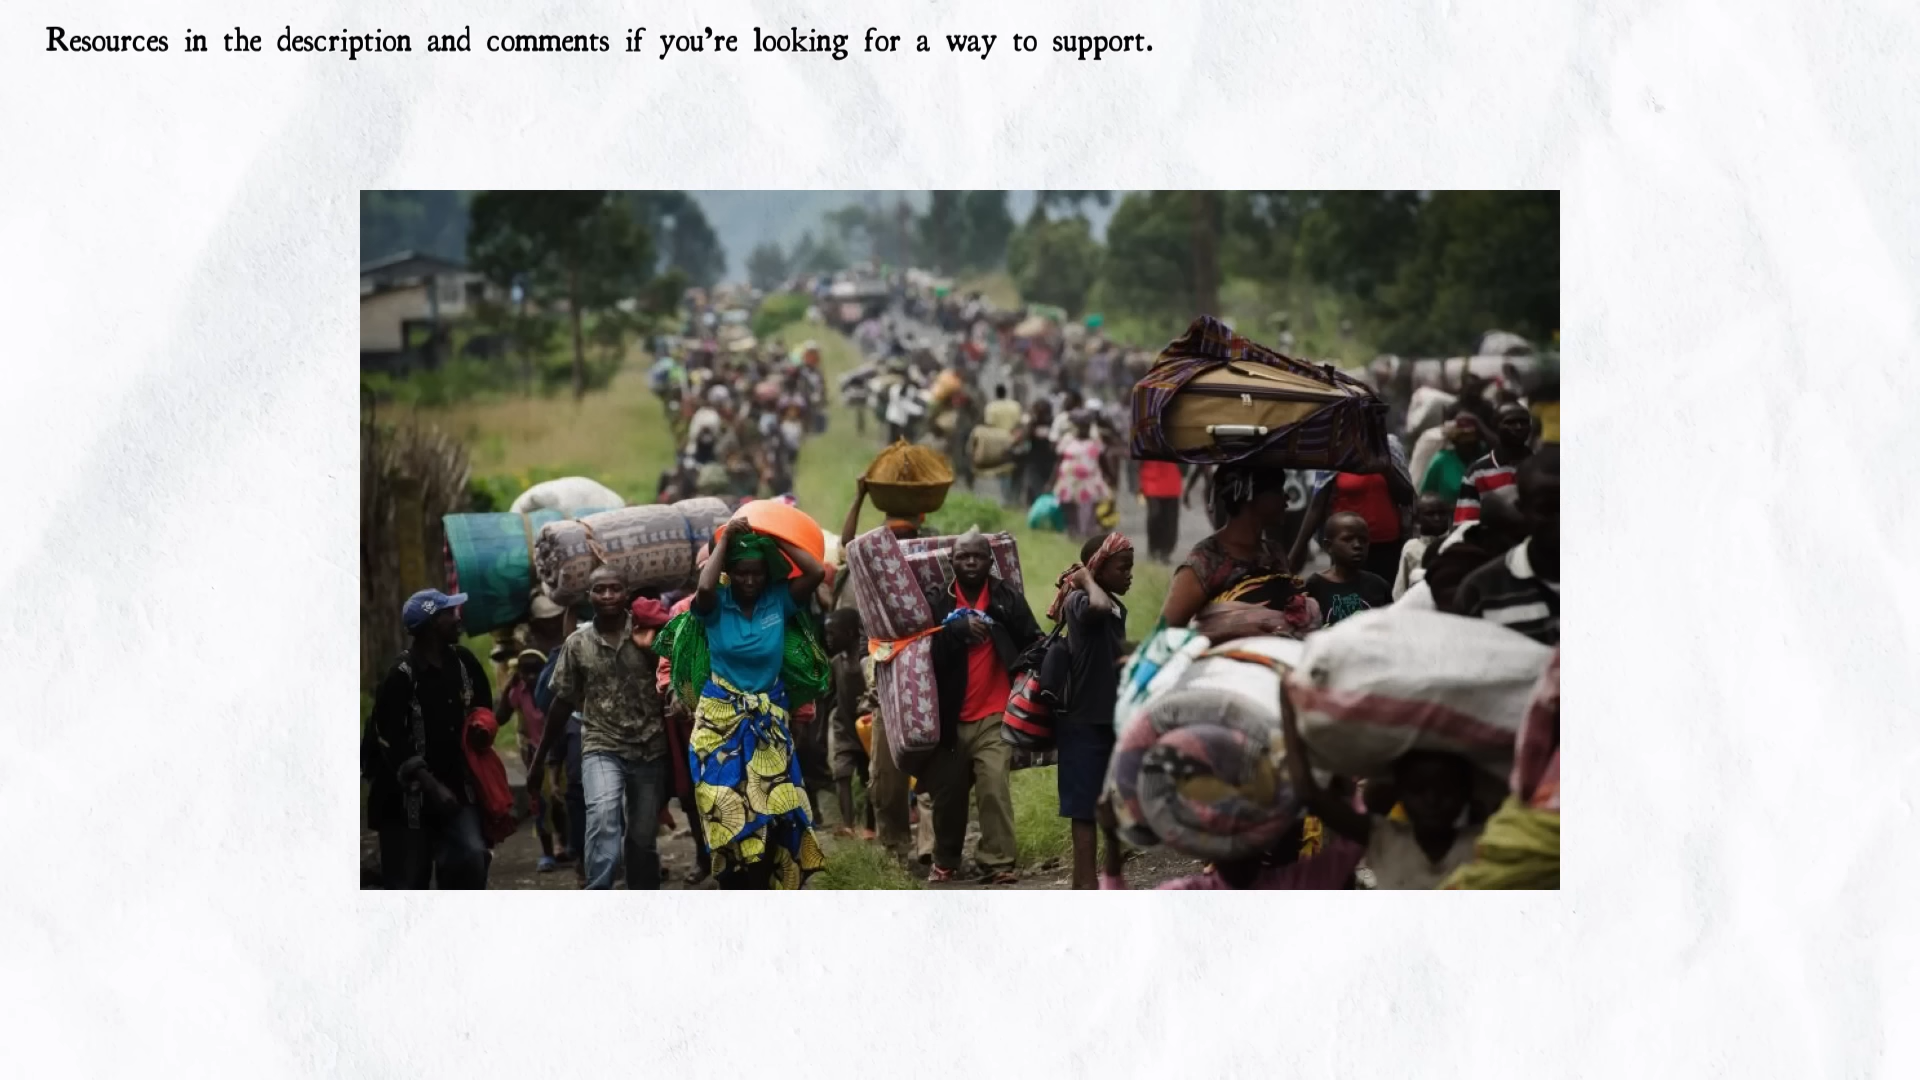 Resources in the description and comments if you're looking for a way to support.